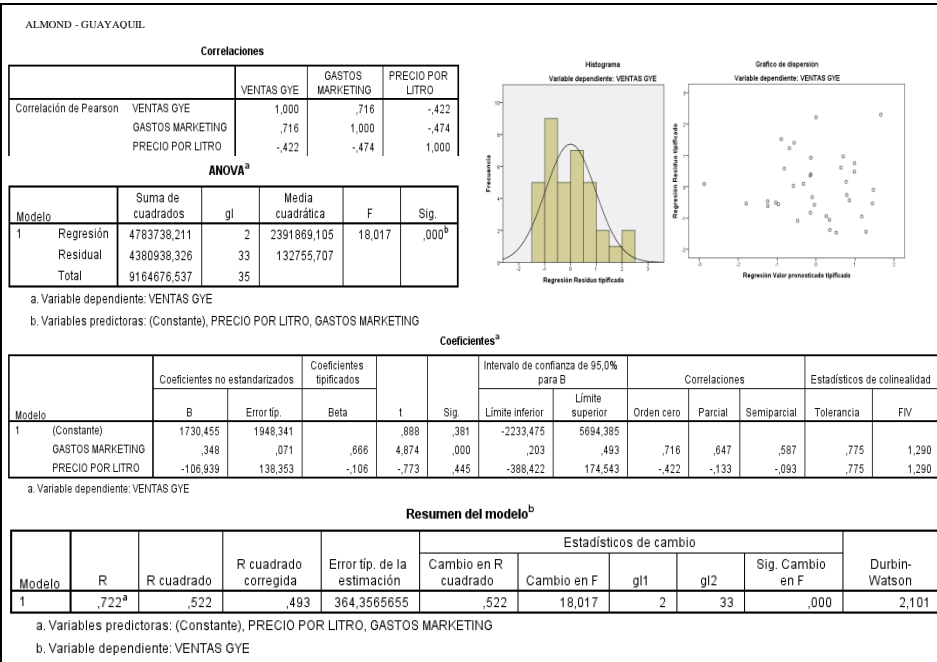 ALMOND - GUAYAQUIL
Correlaciones
VENTAS GYE GASTOS MARKETING PRECIO POR LITRO
Correlación de Pearson VENTAS GYE 1,000 ,716 -,422
GASTOS MARKETING ,716 1,000 -,474
PRECIO POR LITRO -,422 -,474 1,000
ANOVAa
Modelo Suma de cuadrados gl Media cuadrática F Sig.
1 Regresión 4783738,211 2 2391869,105 18,017 ,000b
Residual 4380938,326 33 132755,707
Total 9164676,537 35
a. Variable dependiente: VENTAS GYE
b. Variables predictoras: (Constante), PRECIO POR LITRO, GASTOS MARKETING
Histograma
Variable dependiente: VENTAS GYE
Frecuencia
-2 -1 0 1 2 3
Regresión Residuo tipificado
Gráfico de dispersión
Variable dependiente: VENTAS GYE
Regresión Residuo tipificado
-3 -2 -1 0 1 2
Regresión Valor pronosticado tipificado
Coeficientesa
Modelo Coeficientes no estandarizados Coeficientes tipificados t Sig. Intervalo de confianza de 95,0% para B Correlaciones Estadísticos de colinealidad
B Error típ. Beta Límite inferior Límite superior Orden cero Parcial Semiparcial Tolerancia FIV
1 (Constante) 1730,455 1948,341 ,888 ,381 -2233,475 5694,385
GASTOS MARKETING ,348 ,071 ,666 4,874 ,000 ,203 ,493 ,716 ,647 ,587 ,775 1,290
PRECIO POR LITRO -106,939 138,353 -,106 -,773 ,445 -388,422 174,543 -,422 -,133 -,093 ,775 1,290
a. Variable dependiente: VENTAS GYE
Resumen del modelob
Modelo R R cuadrado R cuadrado corregida Error típ. de la estimación Estadísticos de cambio Durbin-Watson
Cambio en R cuadrado Cambio en F gl1 gl2 Sig. Cambio en F
1 ,722a ,522 ,493 364,3565655 ,522 18,017 2 33 ,000 2,101
a. Variables predictoras: (Constante), PRECIO POR LITRO, GASTOS MARKETING
b. Variable dependiente: VENTAS GYE